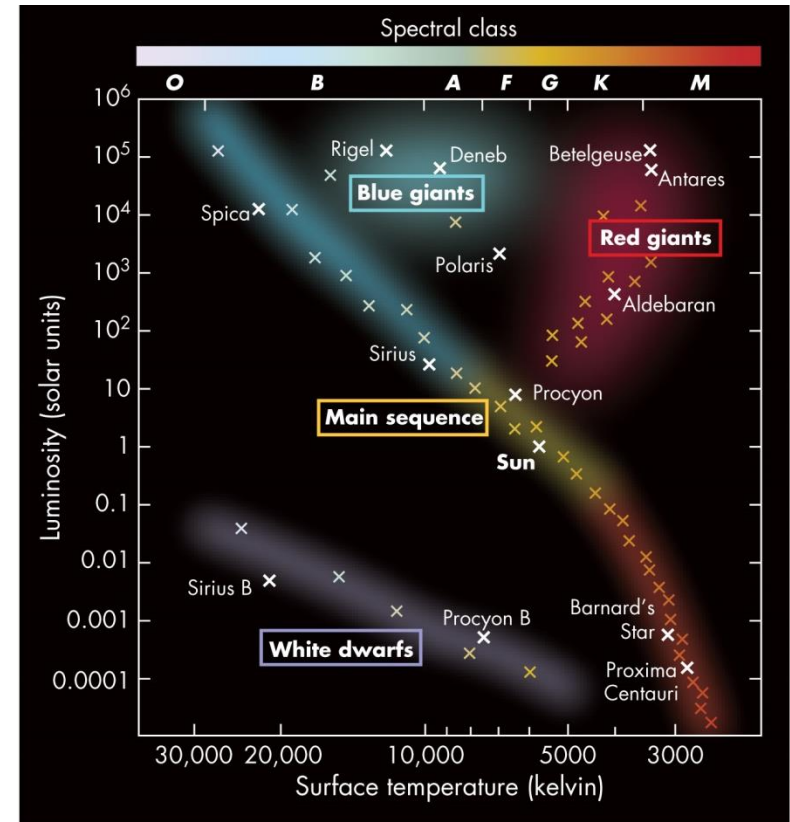 Spectral class
O B A F G K M
10⁶
10⁵
10⁴
10³
10²
10
1
0.1
0.01
0.001
0.0001
Luminosity (solar units)
Rigel
Deneb
Betelgeuse
Antares
Blue giants
Spica
Red giants
Polaris
Aldebaran
Sirius
Procyon
Main sequence
Sun
Sirius B
Procyon B
Barnard's
Star
White dwarfs
Proxima
Centauri
30,000 20,000 10,000 5000 3000
Surface temperature (kelvin)